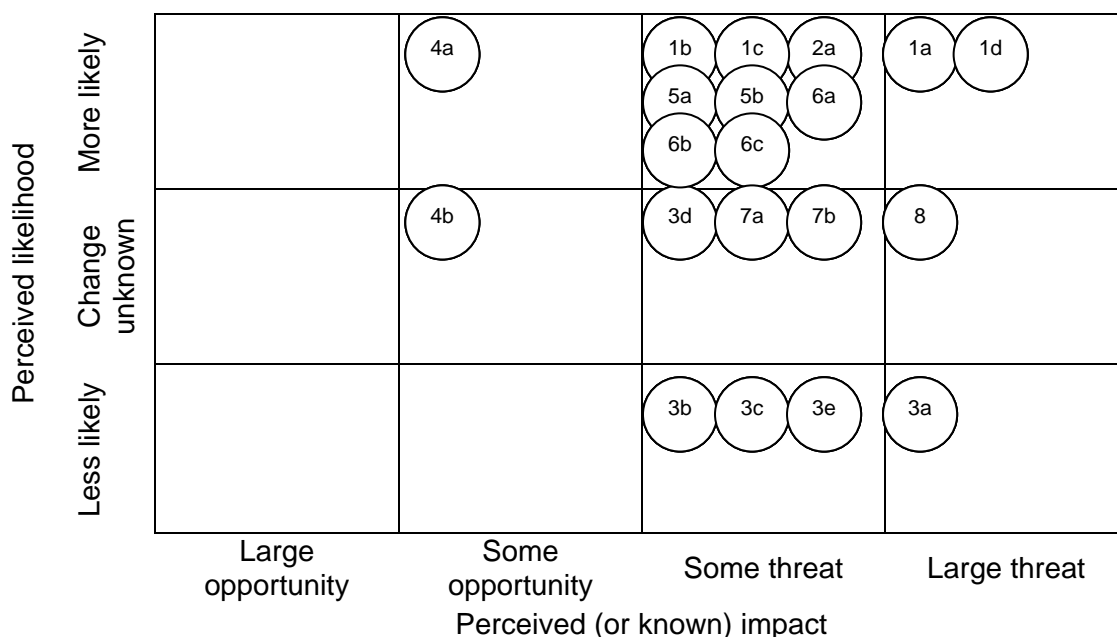 Perceived likelihood
More likely
4a
1b 1c 2a
1a 1d
5a 5b 6a
6b 6c
Change
unknown
4b
3d 7a 7b
8
Less likely
3b 3c 3e
3a
Large
opportunity
Some
opportunity
Some threat
Large threat
Perceived (or known) impact